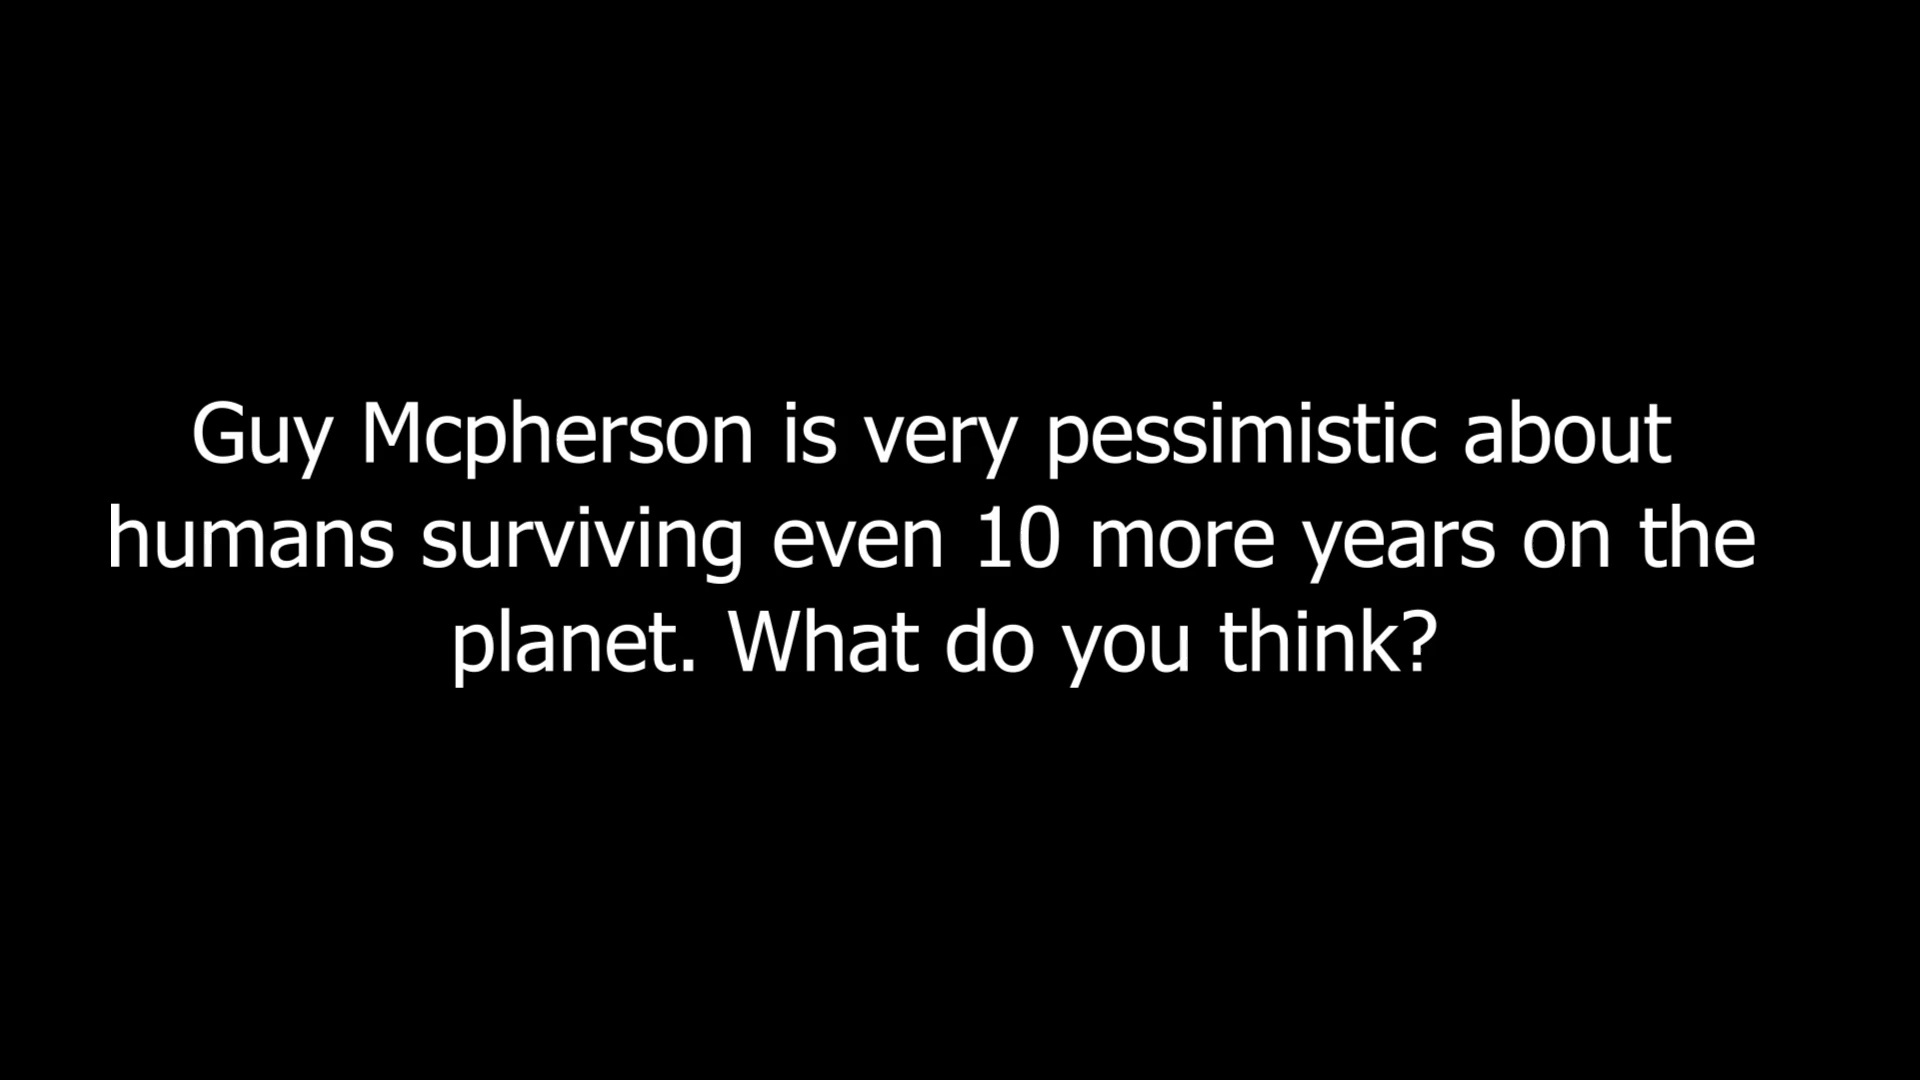 Guy Mcpherson is very pessimistic about
humans surviving even 10 more years on the
planet. What do you think?